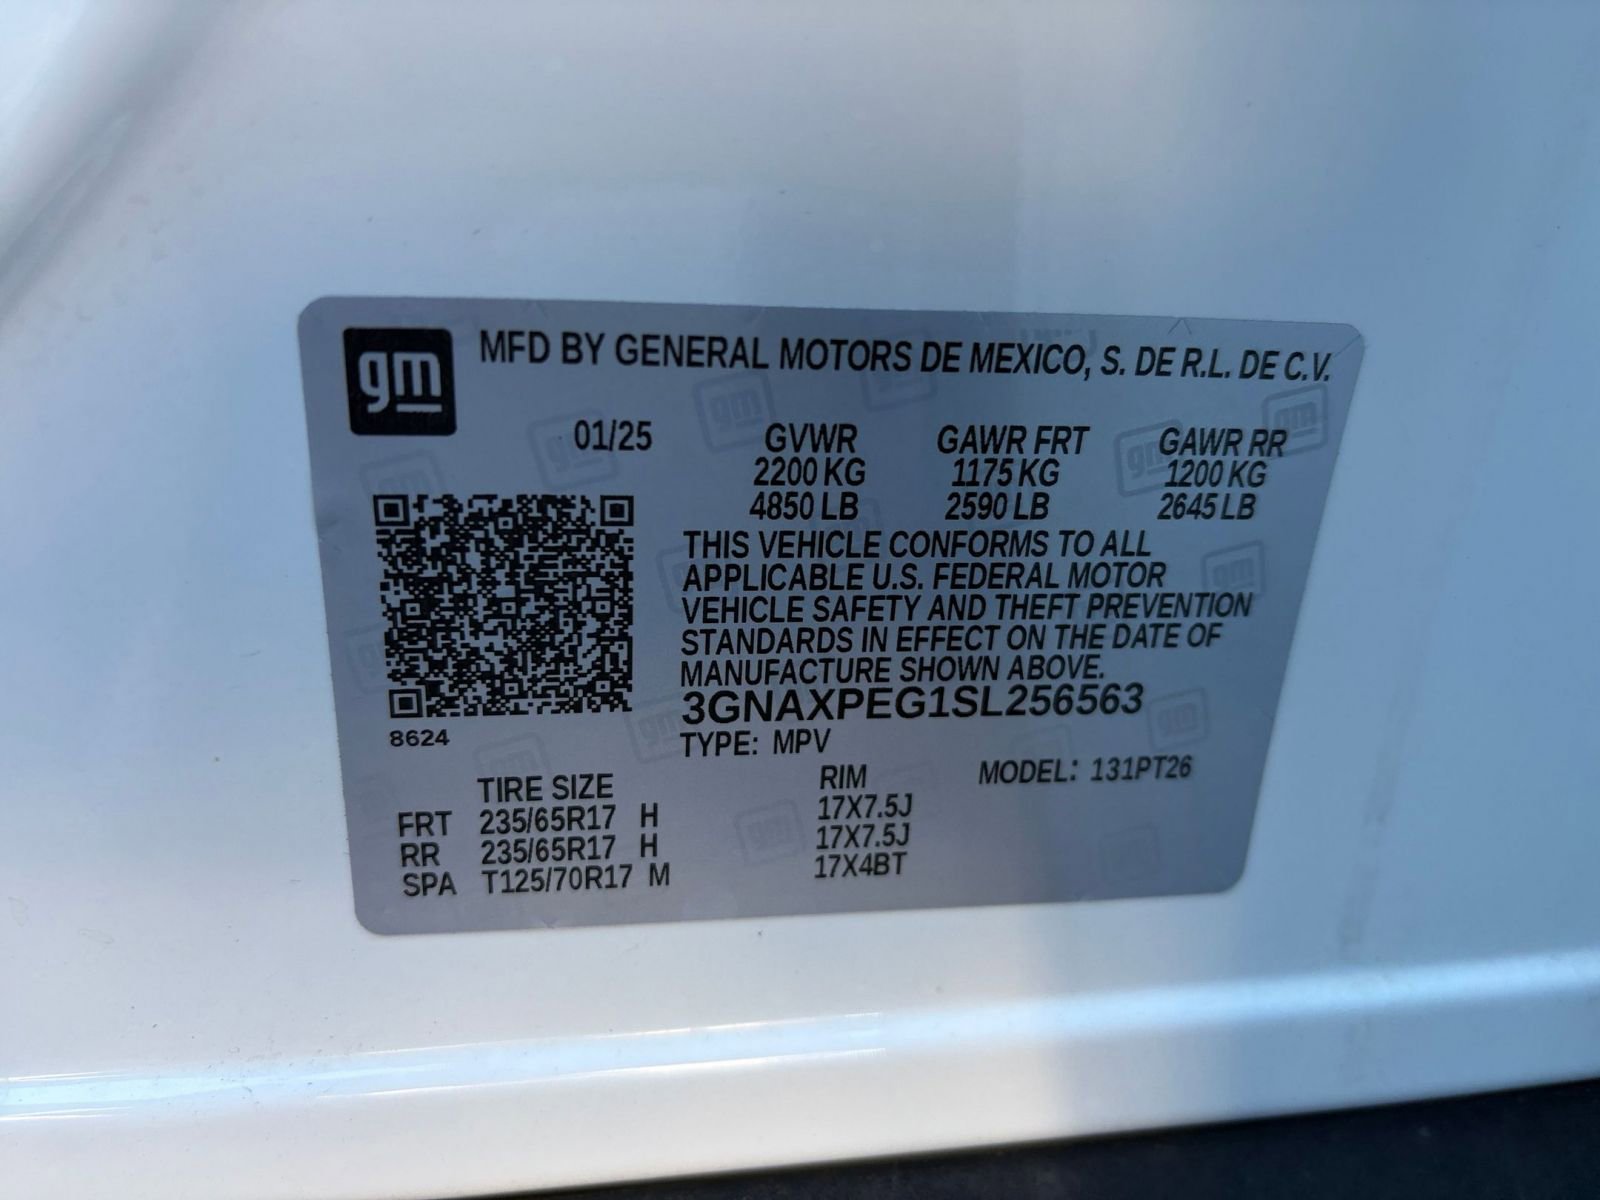 gm MFD BY GENERAL MOTORS DE MEXICO, S. DE R.L. DE C.V.
01/25 GVWR GAWR FRT GAWR RR
2200 KG 1175 KG 1200 KG
4850 LB 2590 LB 2645 LB
THIS VEHICLE CONFORMS TO ALL
APPLICABLE U.S. FEDERAL MOTOR
VEHICLE SAFETY AND THEFT PREVENTION
STANDARDS IN EFFECT ON THE DATE OF
MANUFACTURE SHOWN ABOVE.
3GNAXPEG1SL256563
8624
TYPE: MPV
TIRE SIZE RIM MODEL: 131PT26
FRT 235/65R17 H 17X7.5J
RR 235/65R17 H 17X7.5J
SPA T125/70R17 M 17X4BT